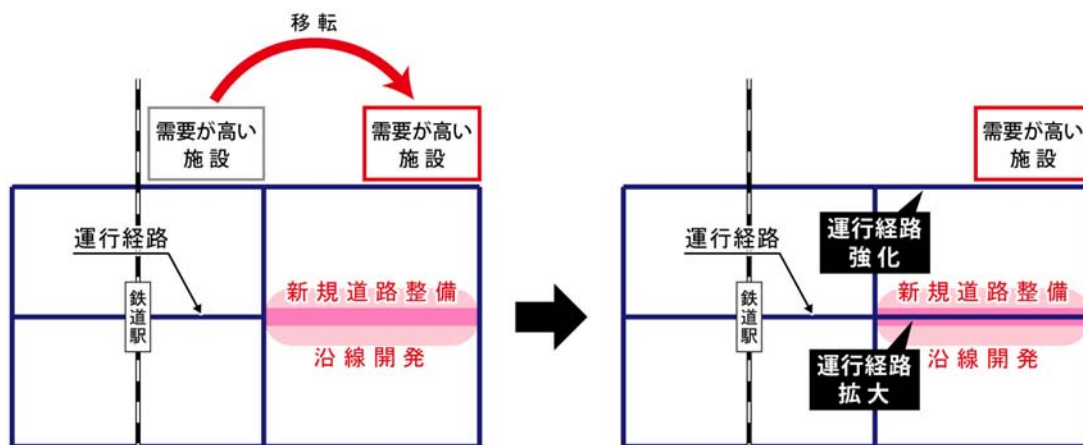 移転
需要が高い
施設
需要が高い
施設
運行経路
鉄道駅
新規道路整備
沿線開発
需要が高い
施設
運行経路
運行経路
強化
鉄道駅
新規道路整備
運行経路
拡大
沿線開発